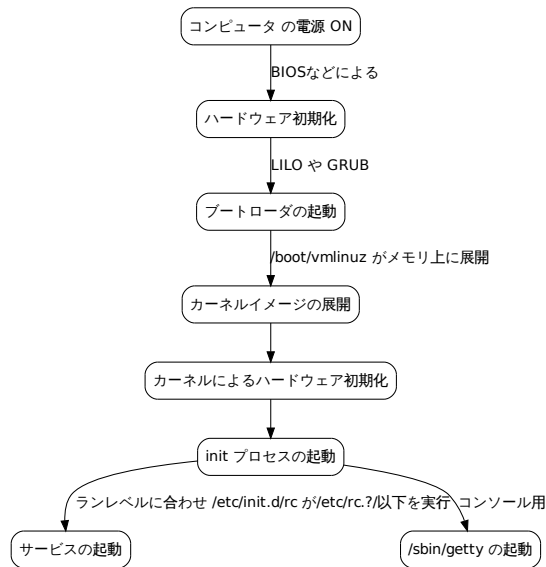 コンピュータ の電源 ON
BIOSなどによる
ハードウェア初期化
LILO や GRUB
ブートローダの起動
/boot/vmlinuz がメモリ上に展開
カーネルイメージの展開
カーネルによるハードウェア初期化
init プロセスの起動
ランレベルに合わせ /etc/init.d/rc が/etc/rc.?/以下を実行
コンソール用
サービスの起動
/sbin/getty の起動